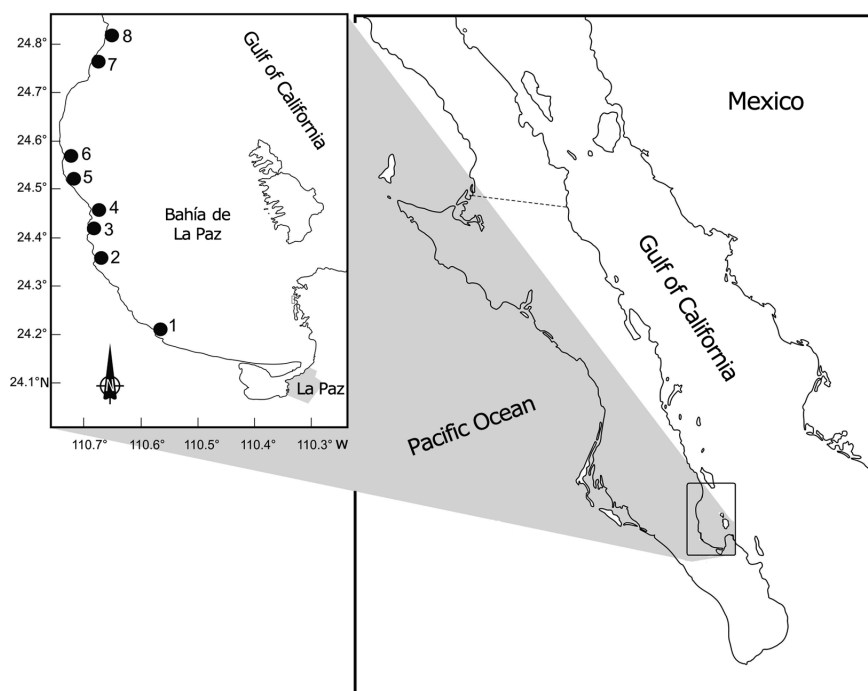 24.8°
24.7°
24.6°
24.5°
24.4°
24.3°
24.2°
24.1°N
110.7°
110.6°
110.5°
110.4°
110.3° W
8
7
6
5
4
3
2
1
Gulf of California
Bahía de
La Paz
La Paz
N
Mexico
Gulf of California
Pacific Ocean